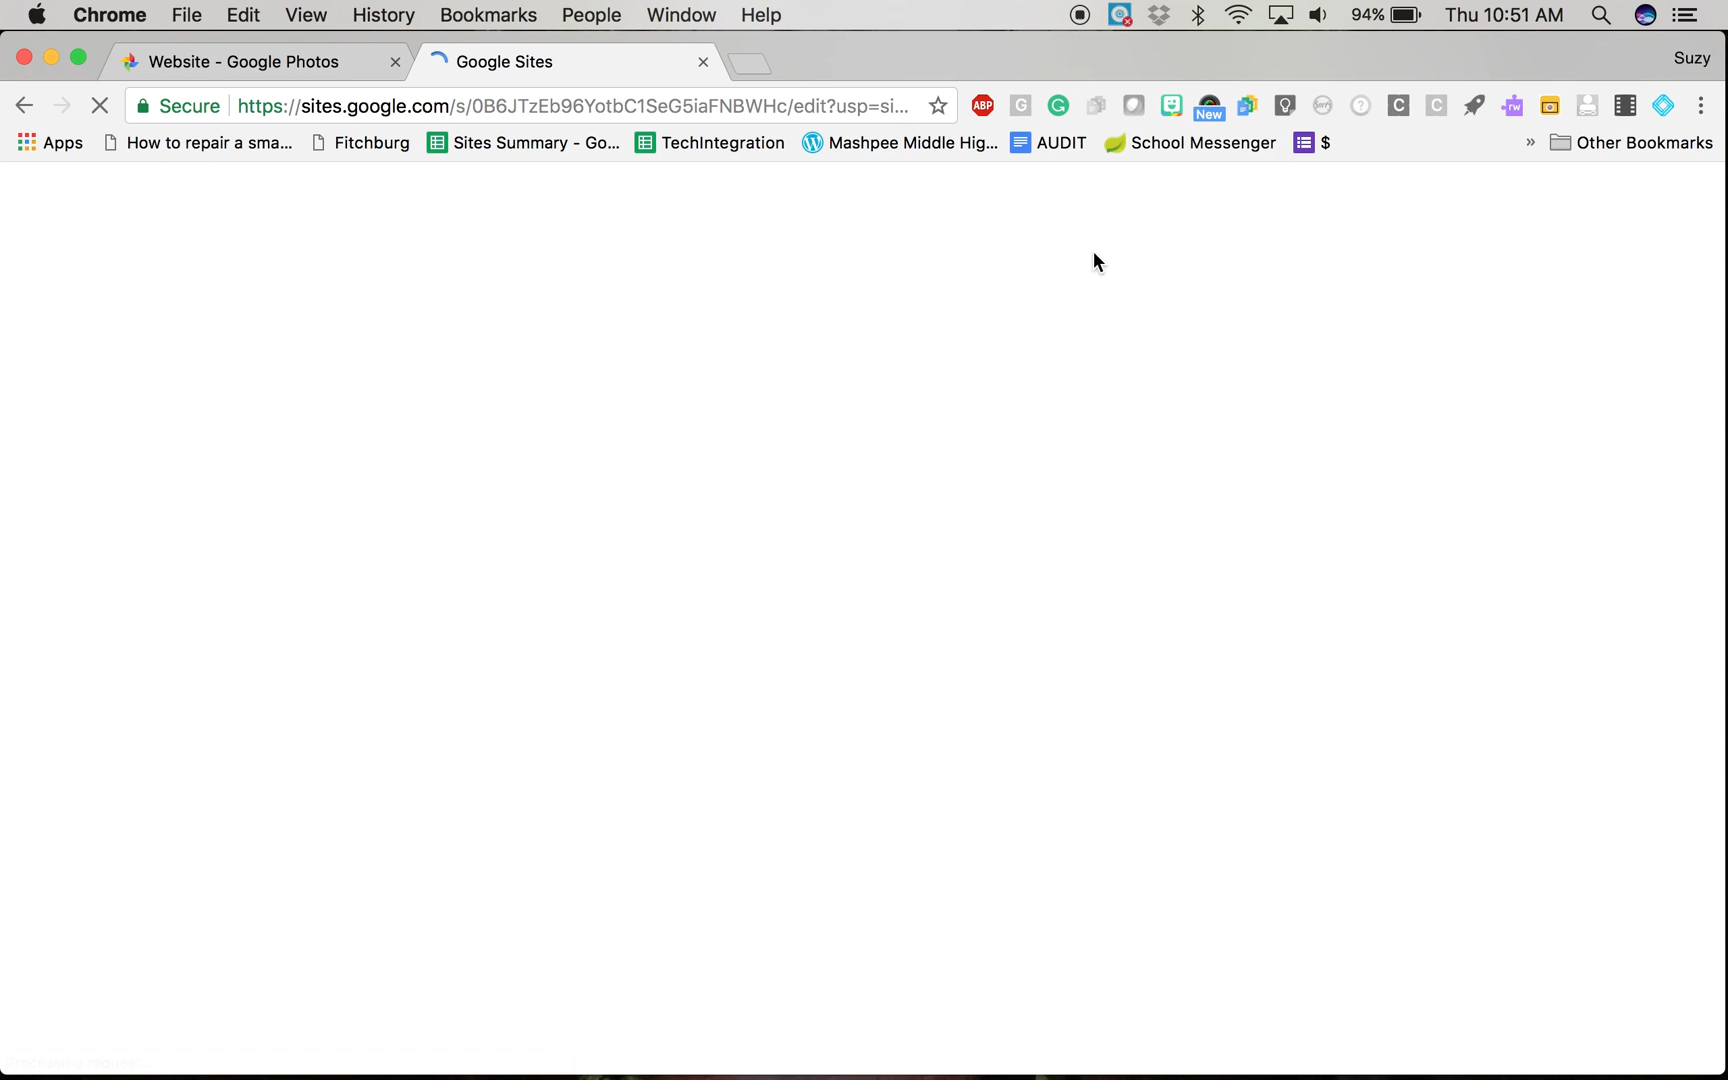 Chrome File Edit View History Bookmarks People Window Help 94% Thu 10:51 AM
Website - Google Photos Google Sites Suzy
Secure https://sites.google.com/s/0B6JTzEb96YotbC1SeG5iaFNBWHc/edit?usp=si... ABP G New ? C C rw
Apps How to repair a sma... Fitchburg Sites Summary - Go... TechIntegration Mashpee Middle Hig... AUDIT School Messenger $ » Other Bookmarks